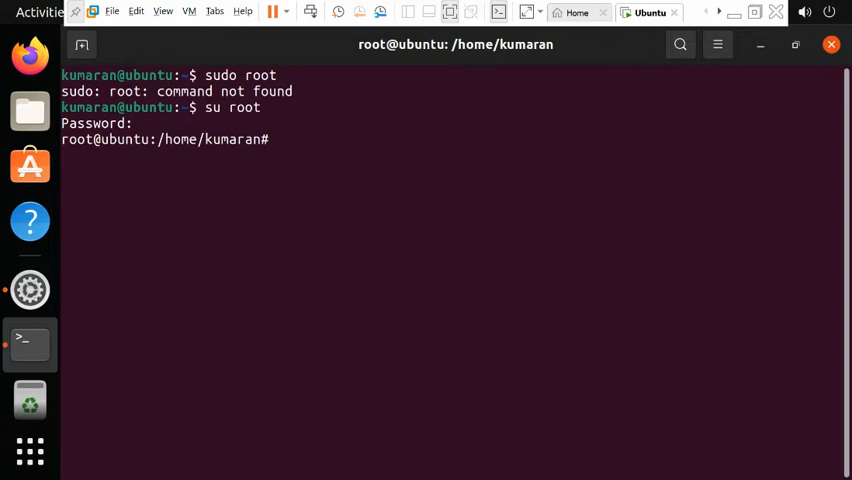 Activities File Edit View VM Tabs Help Home Ubuntu
root@ubuntu: /home/kumaran
kumaran@ubuntu:~$ sudo root
sudo: root: command not found
kumaran@ubuntu:~$ su root
Password:
root@ubuntu:/home/kumaran#